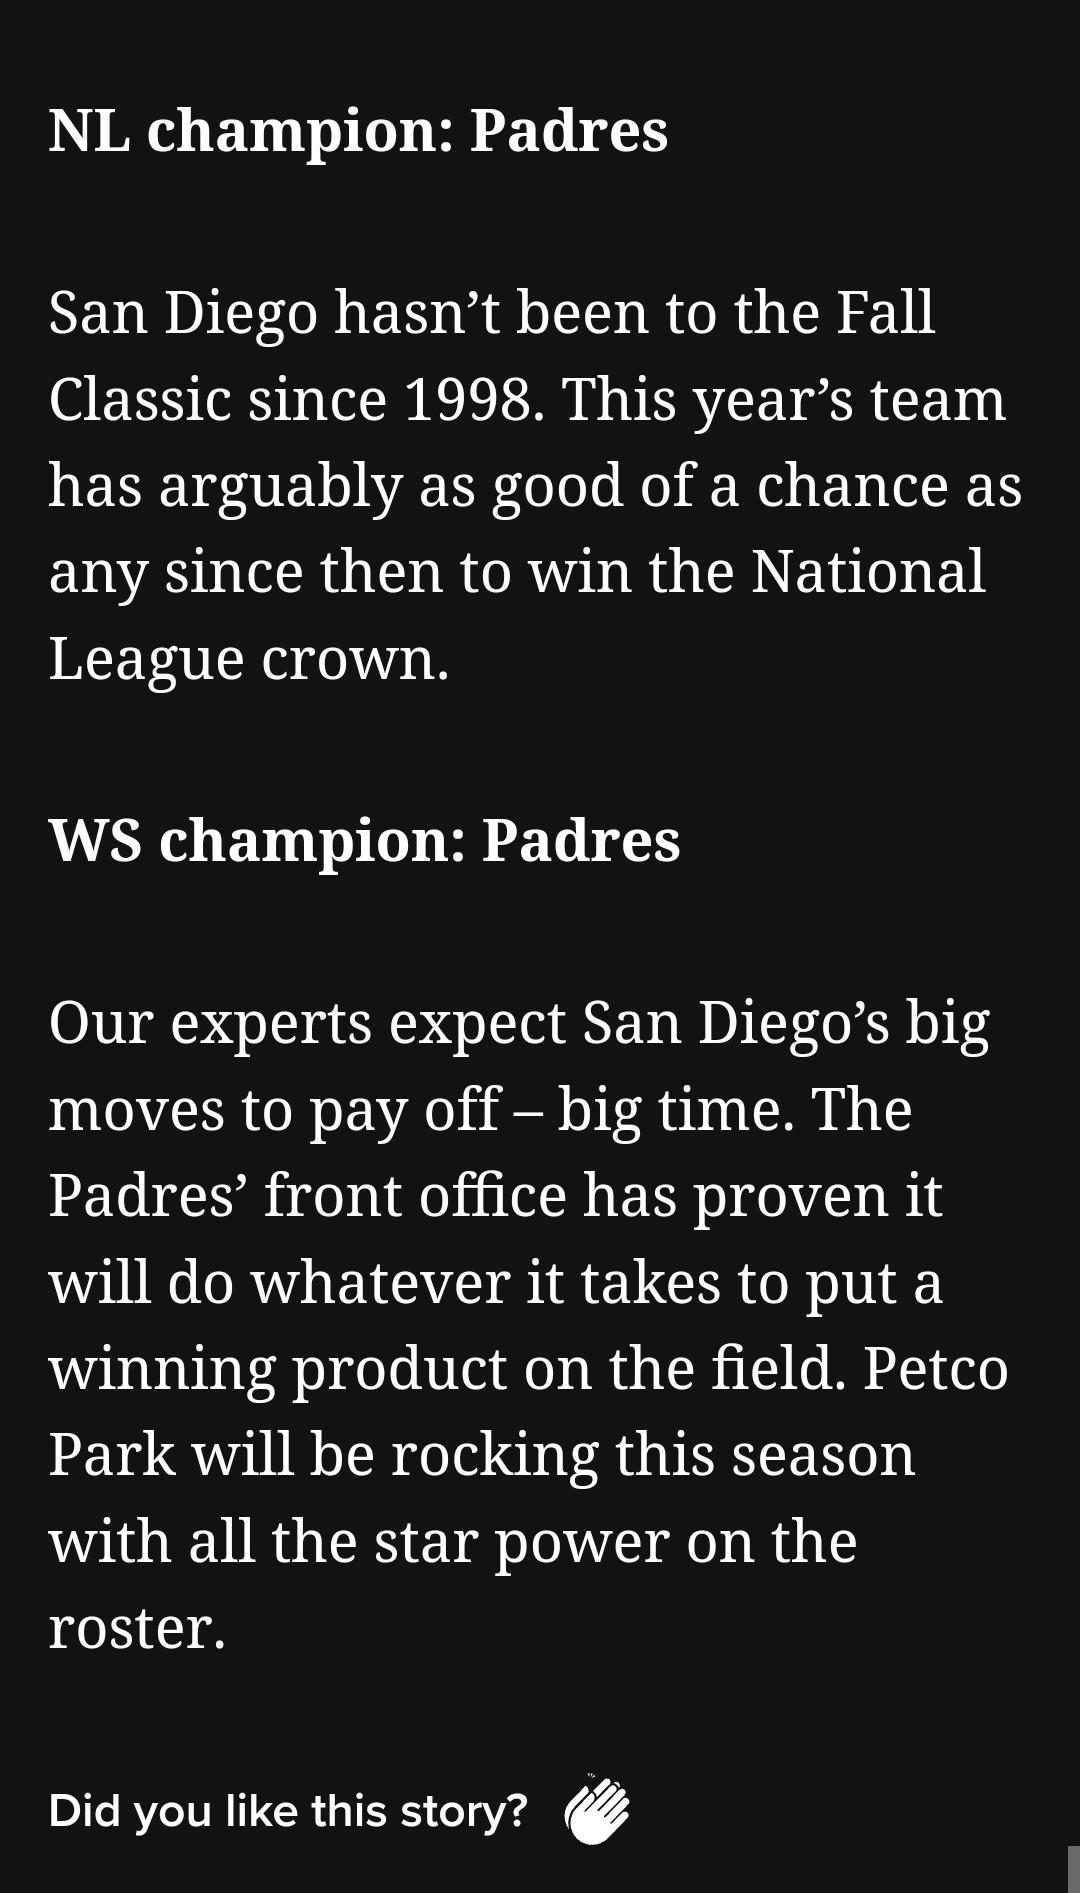 NL champion: Padres
San Diego hasn’t been to the Fall
Classic since 1998. This year’s team
has arguably as good of a chance as
any since then to win the National
League crown.
WS champion: Padres
Our experts expect San Diego’s big
moves to pay off – big time. The
Padres’ front office has proven it
will do whatever it takes to put a
winning product on the field. Petco
Park will be rocking this season
with all the star power on the
roster.
Did you like this story?